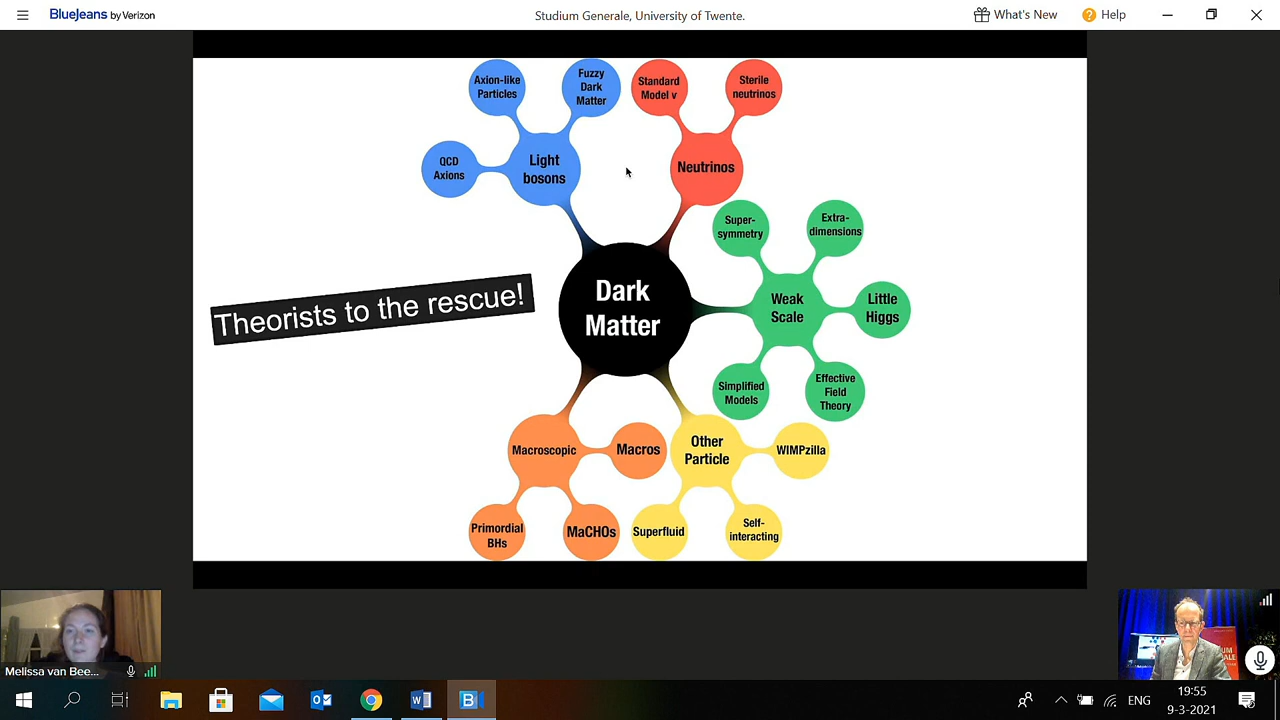 BlueJeans by Verizon
Studium Generale, University of Twente.
What's New
Help
Axion-like
Particles
Fuzzy
Dark
Matter
Standard
Model ν
Sterile
neutrinos
QCD
Axions
Light
bosons
Neutrinos
Super-
symmetry
Extra-
dimensions
Theorists to the rescue!
Dark
Matter
Weak
Scale
Little
Higgs
Simplified
Models
Effective
Field
Theory
Macroscopic
Macros
Other
Particle
WIMPzilla
Primordial
BHs
MaCHOs
Superfluid
Self-
interacting
Melissa van Bee...
ENG
19:55
9-3-2021